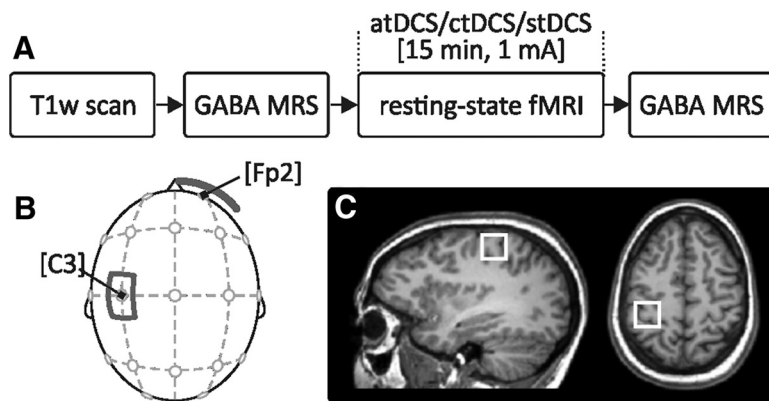 A
atDCS/ctDCS/stDCS
[15 min, 1 mA]
T1w scan
GABA MRS
resting-state fMRI
GABA MRS
B
[Fp2]
[C3]
C